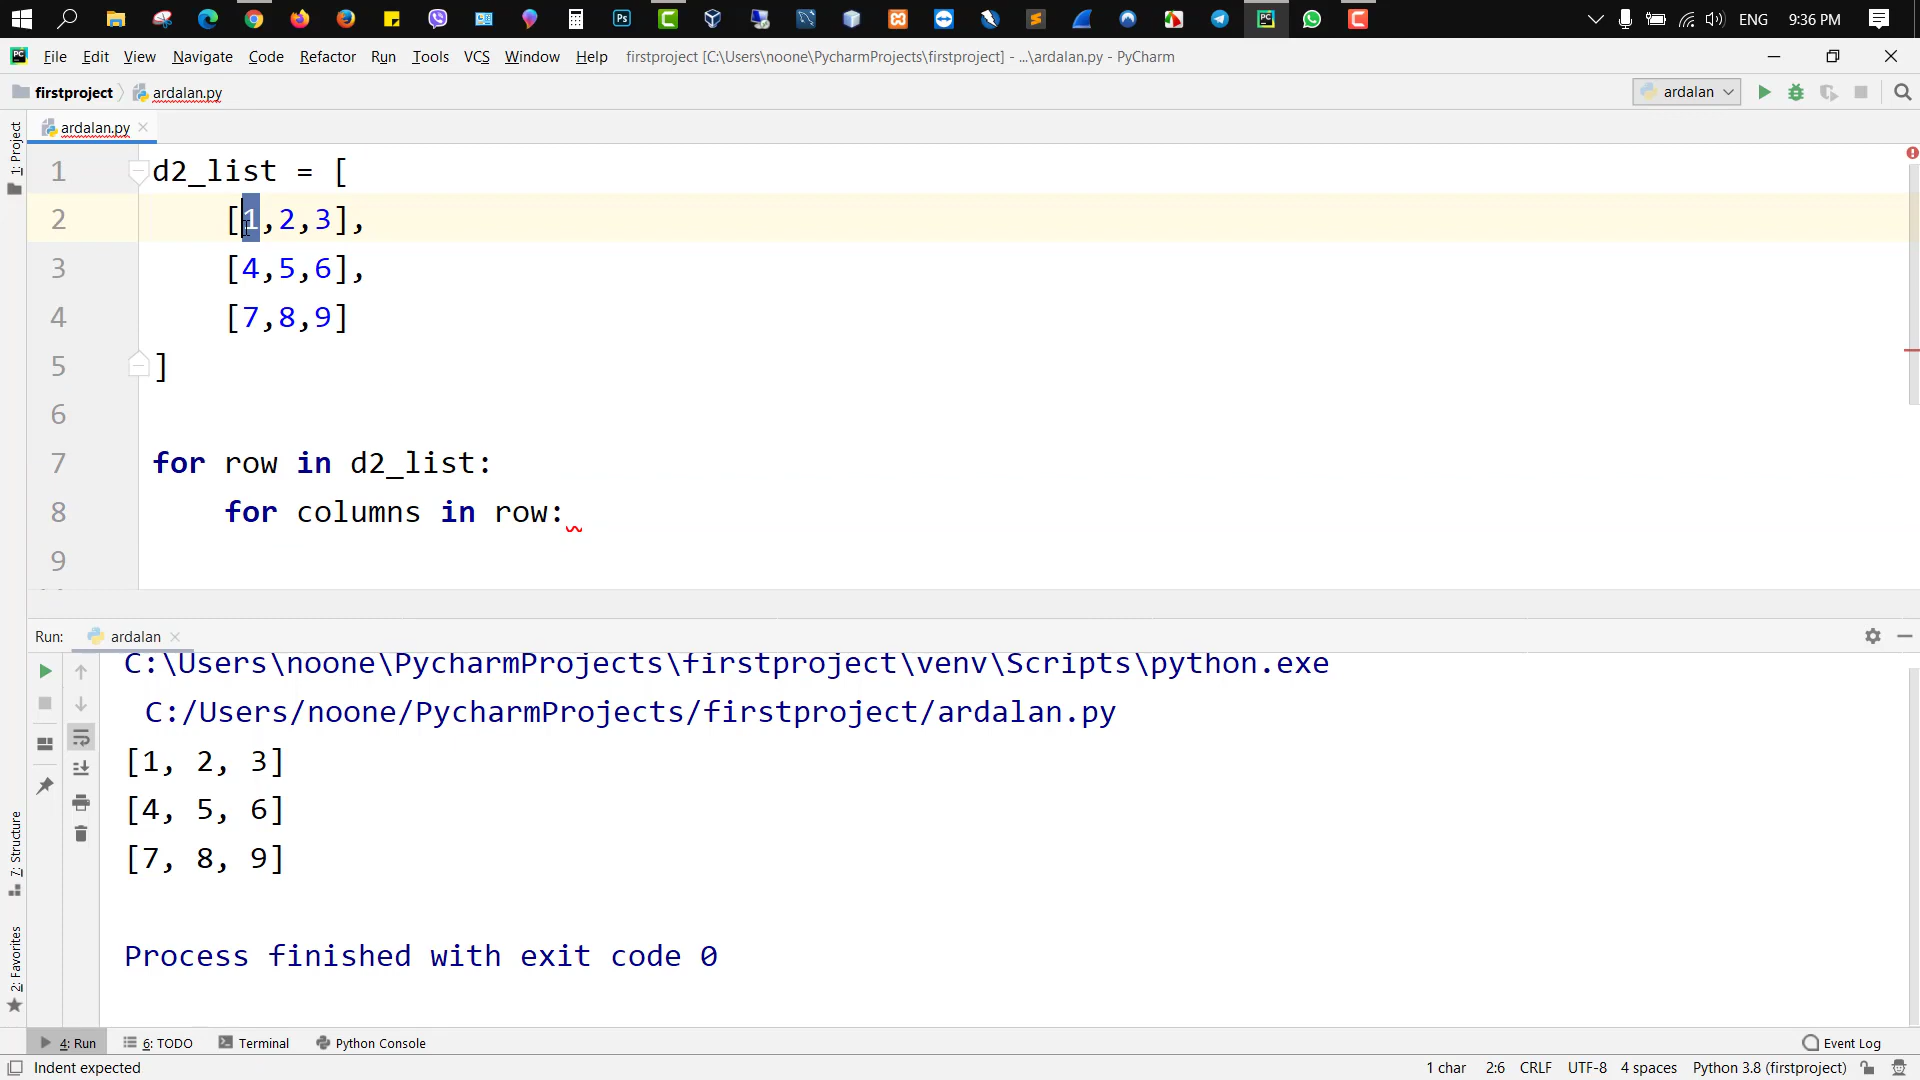 ENG
9:36 PM
File Edit View Navigate Code Refactor Run Tools VCS Window Help firstproject [C:\Users\noone\PycharmProjects\firstproject] - ...\ardalan.py - PyCharm
firstproject ardalan.py
ardalan
1: Project
ardalan.py
1 d2_list = [
2 [1,2,3],
3 [4,5,6],
4 [7,8,9]
5 ]
6
7 for row in d2_list:
8 for columns in row:
9
Run: ardalan
C:\Users\noone\PycharmProjects\firstproject\venv\Scripts\python.exe
C:/Users/noone/PycharmProjects/firstproject/ardalan.py
[1, 2, 3]
[4, 5, 6]
[7, 8, 9]
Process finished with exit code 0
7: Structure
2: Favorites
4: Run 6: TODO Terminal Python Console Event Log
Indent expected 1 char 2:6 CRLF UTF-8 4 spaces Python 3.8 (firstproject)